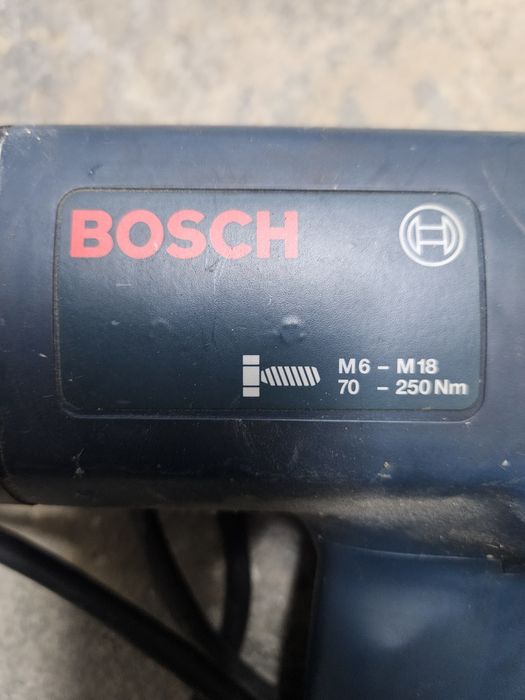 BOSCH
M6 – M18
70 – 250 Nm